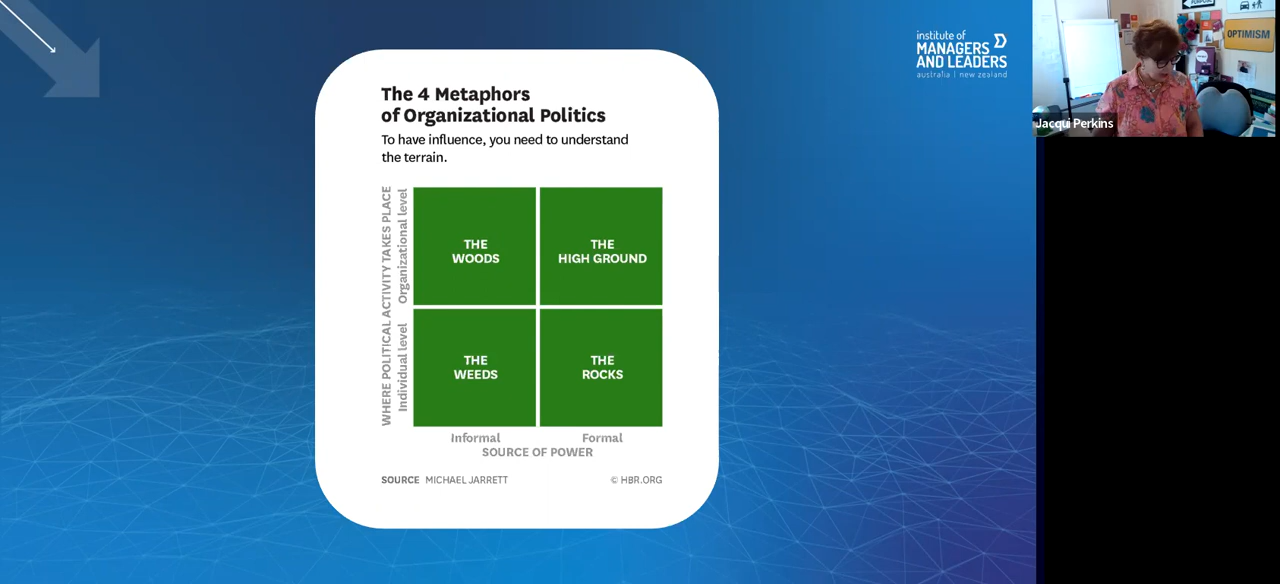 The 4 Metaphors
of Organizational Politics
To have influence, you need to understand
the terrain.
WHERE POLITICAL ACTIVITY TAKES PLACE
Organizational level
Individual level
THE
WOODS
THE
HIGH GROUND
THE
WEEDS
THE
ROCKS
Informal
Formal
SOURCE OF POWER
SOURCE MICHAEL JARRETT
© HBR.ORG
institute of
MANAGERS
AND LEADERS
australia | new zealand
OPTIMISM
Jacqui Perkins